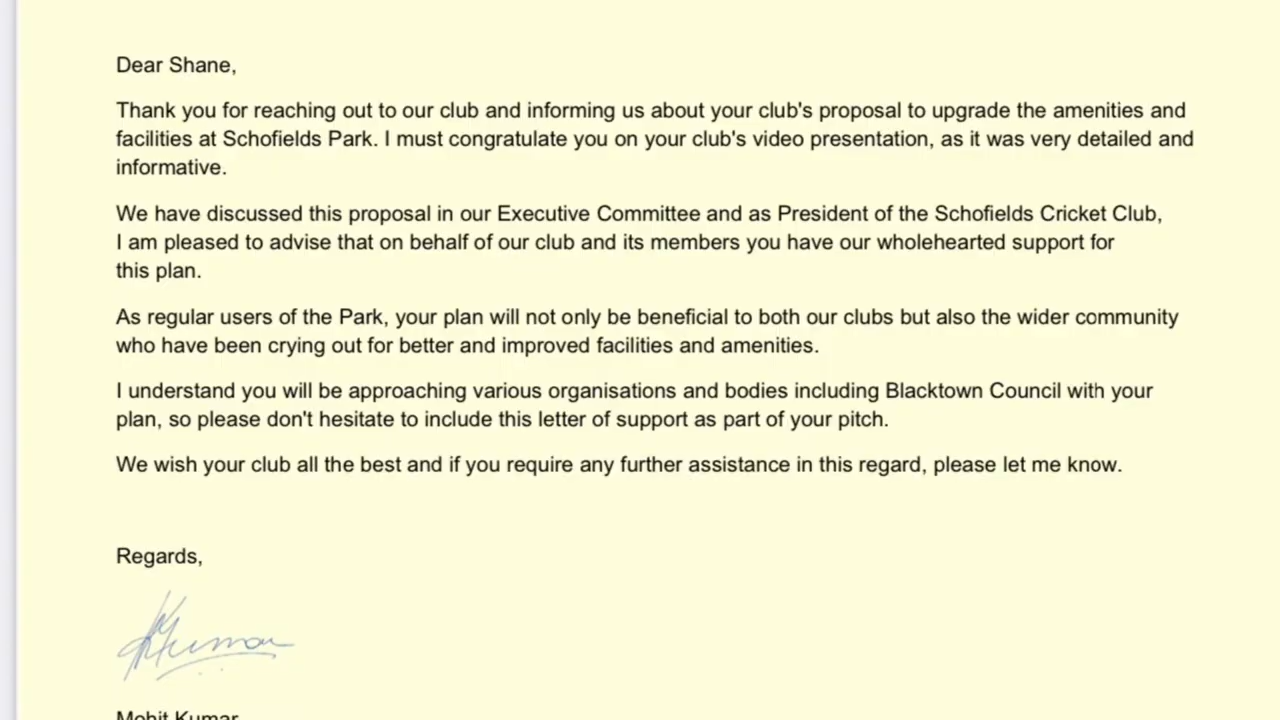 Dear Shane,
Thank you for reaching out to our club and informing us about your club's proposal to upgrade the amenities and
facilities at Schofields Park. I must congratulate you on your club's video presentation, as it was very detailed and
informative.
We have discussed this proposal in our Executive Committee and as President of the Schofields Cricket Club,
I am pleased to advise that on behalf of our club and its members you have our wholehearted support for
this plan.
As regular users of the Park, your plan will not only be beneficial to both our clubs but also the wider community
who have been crying out for better and improved facilities and amenities.
I understand you will be approaching various organisations and bodies including Blacktown Council with your
plan, so please don't hesitate to include this letter of support as part of your pitch.
We wish your club all the best and if you require any further assistance in this regard, please let me know.
Regards,
MKumar
Mohit Kumar